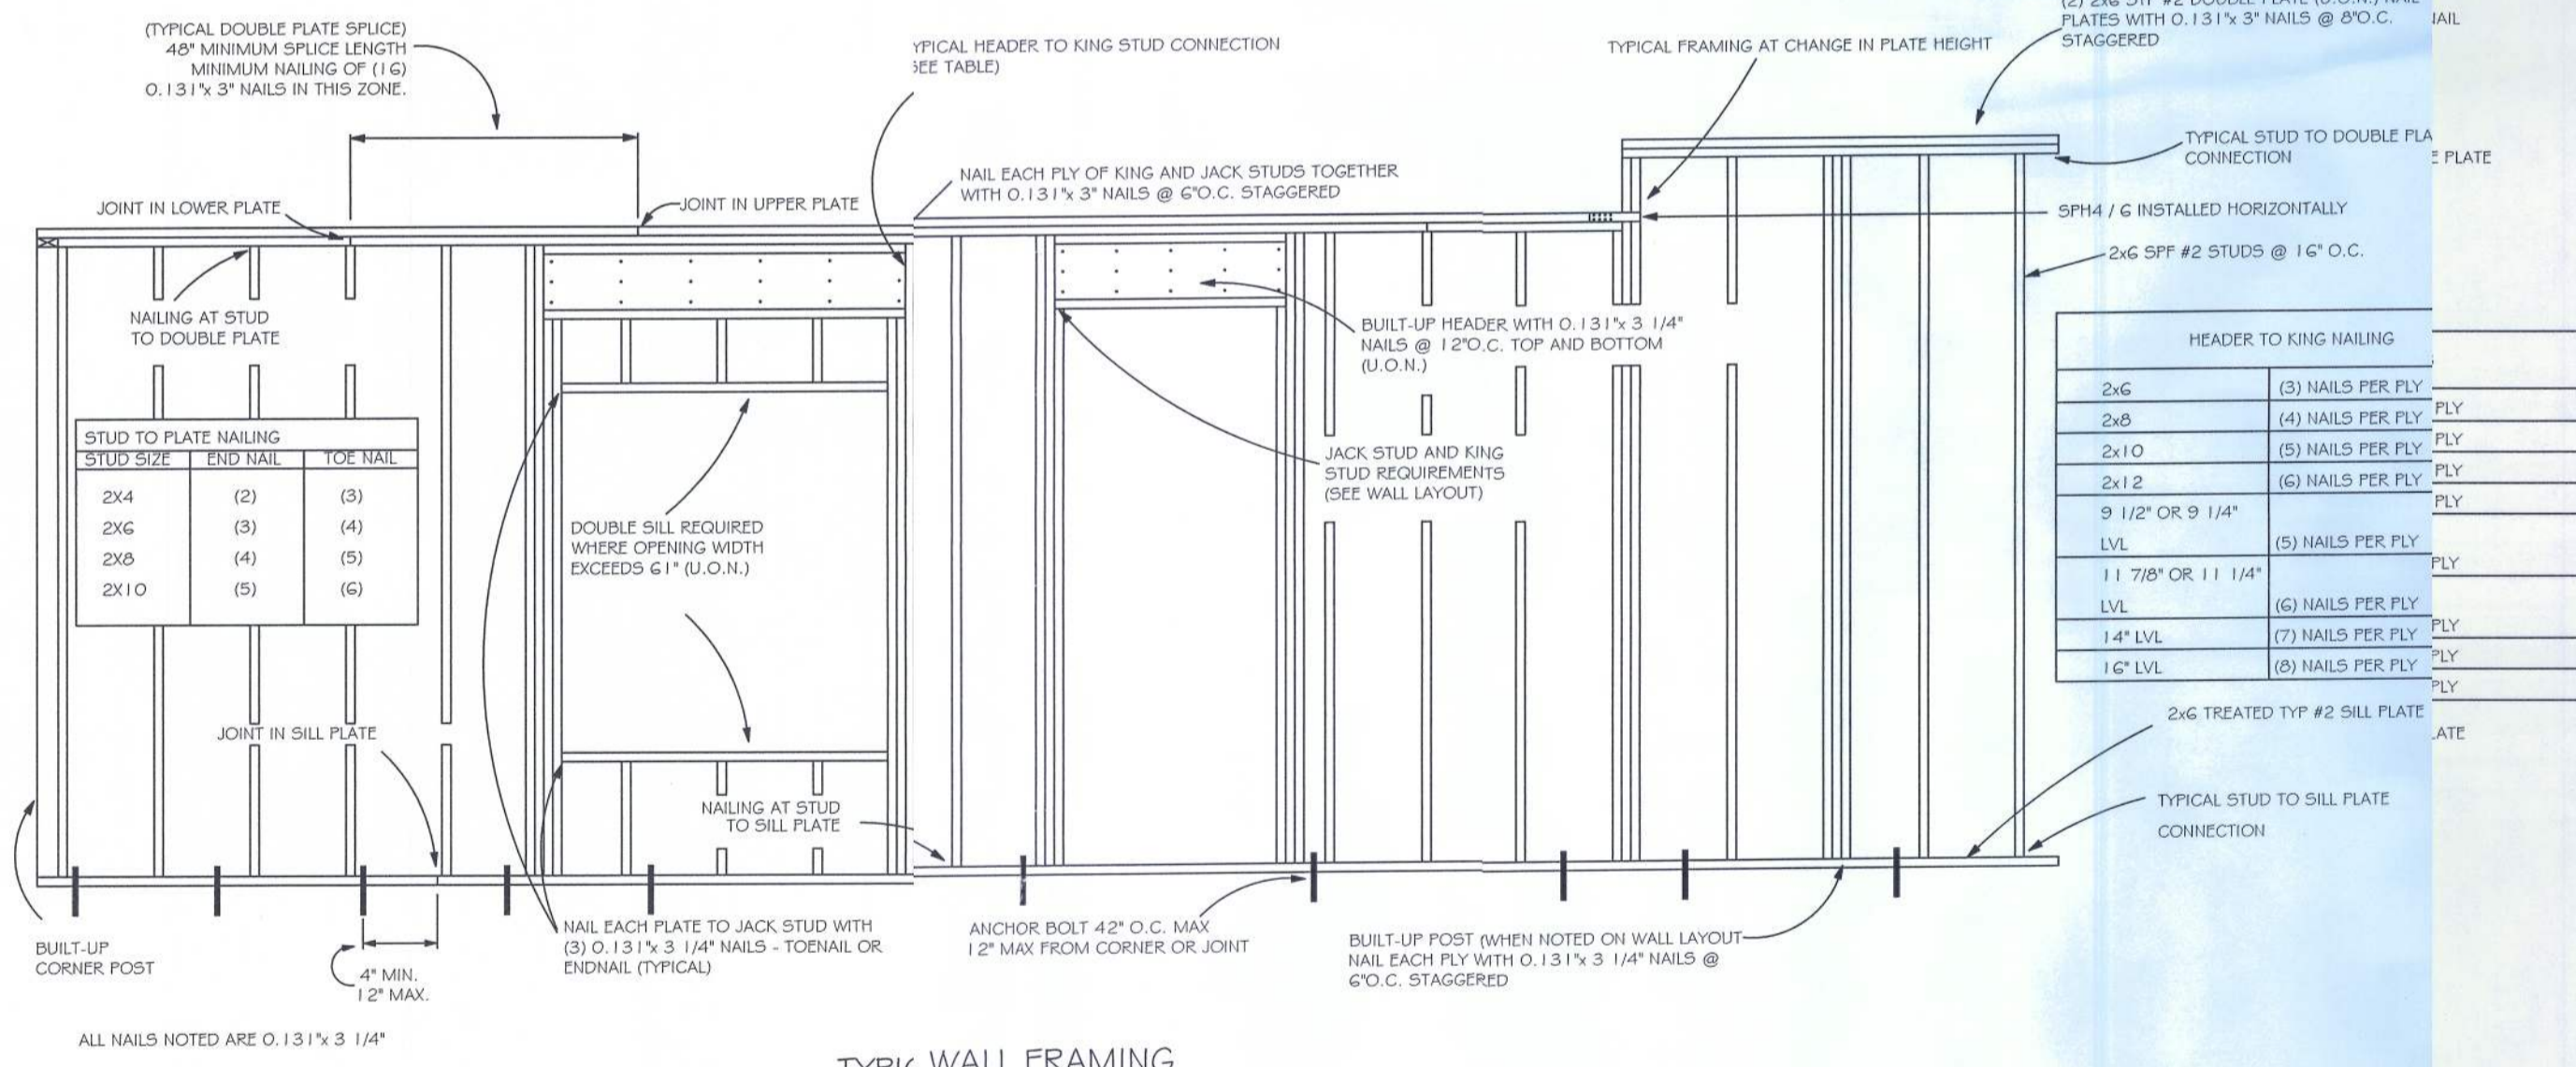 (TYPICAL DOUBLE PLATE SPLICE)
48" MINIMUM SPLICE LENGTH
MINIMUM NAILING OF (16)
0.131"x 3" NAILS IN THIS ZONE.
YPICAL HEADER TO KING STUD CONNECTION
SEE TABLE)
TYPICAL FRAMING AT CHANGE IN PLATE HEIGHT
PLATES WITH 0.131"x 3" NAILS @ 8"O.C.
STAGGERED
NAIL
TYPICAL STUD TO DOUBLE PLA
CONNECTION
E PLATE
NAIL EACH PLY OF KING AND JACK STUDS TOGETHER
WITH 0.131"x 3" NAILS @ 6"O.C. STAGGERED
JOINT IN LOWER PLATE
JOINT IN UPPER PLATE
SPH4 / 6 INSTALLED HORIZONTALLY
2x6 SPF #2 STUDS @ 16" O.C.
NAILING AT STUD
TO DOUBLE PLATE
BUILT-UP HEADER WITH 0.131"x 3 1/4"
NAILS @ 12"O.C. TOP AND BOTTOM
(U.O.N.)
HEADER TO KING NAILING
2x6 (3) NAILS PER PLY
2x8 (4) NAILS PER PLY
2x10 (5) NAILS PER PLY
2x12 (6) NAILS PER PLY
9 1/2" OR 9 1/4"
LVL (5) NAILS PER PLY
11 7/8" OR 11 1/4"
LVL (6) NAILS PER PLY
14" LVL (7) NAILS PER PLY
16" LVL (8) NAILS PER PLY
PLY
PLY
PLY
PLY
PLY
PLY
PLY
PLY
STUD TO PLATE NAILING
STUD SIZE END NAIL TOE NAIL
2X4 (2) (3)
2X6 (3) (4)
2X8 (4) (5)
2X10 (5) (6)
JACK STUD AND KING
STUD REQUIREMENTS
(SEE WALL LAYOUT)
DOUBLE SILL REQUIRED
WHERE OPENING WIDTH
EXCEEDS 61" (U.O.N.)
2x6 TREATED TYP #2 SILL PLATE
LATE
JOINT IN SILL PLATE
NAILING AT STUD
TO SILL PLATE
TYPICAL STUD TO SILL PLATE
CONNECTION
BUILT-UP
CORNER POST
4" MIN.
12" MAX.
NAIL EACH PLATE TO JACK STUD WITH
(3) 0.131"x 3 1/4" NAILS - TOENAIL OR
ENDNAIL (TYPICAL)
ANCHOR BOLT 42" O.C. MAX
12" MAX FROM CORNER OR JOINT
BUILT-UP POST (WHEN NOTED ON WALL LAYOUT
NAIL EACH PLY WITH 0.131"x 3 1/4" NAILS @
6"O.C. STAGGERED
ALL NAILS NOTED ARE 0.131"x 3 1/4"
WALL FRAMING